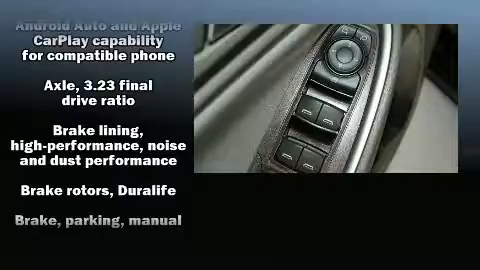 Android Auto and Apple
CarPlay capability
for compatible phone
Axle, 3.23 final
drive ratio
Brake lining,
high-performance, noise
and dust performance
Brake rotors, Duralife
Brake, parking, manual